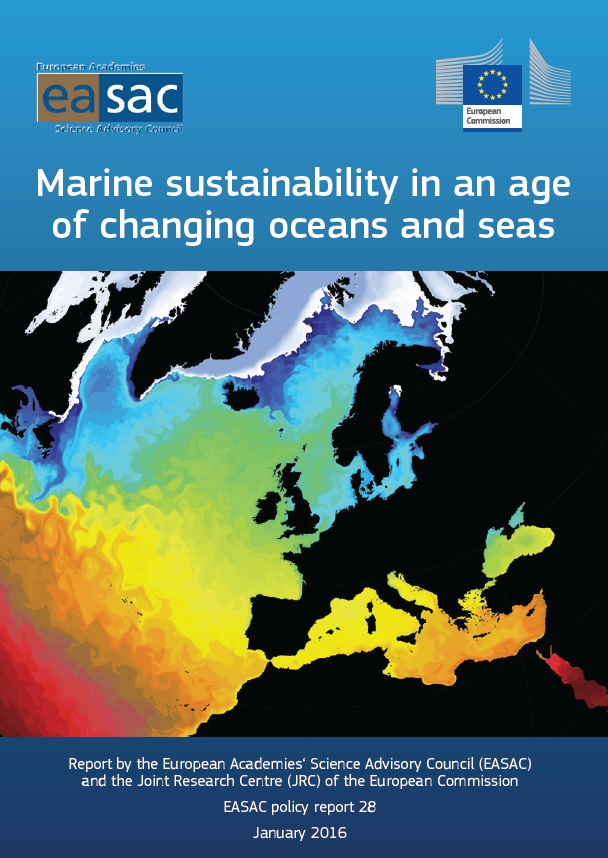 European Academies
easac
Science Advisory Council
European
Commission
Marine sustainability in an age
of changing oceans and seas
Report by the European Academies‘ Science Advisory Council (EASAC)
and the Joint Research Centre (JRC) of the European Commission
EASAC policy report 28
January 2016